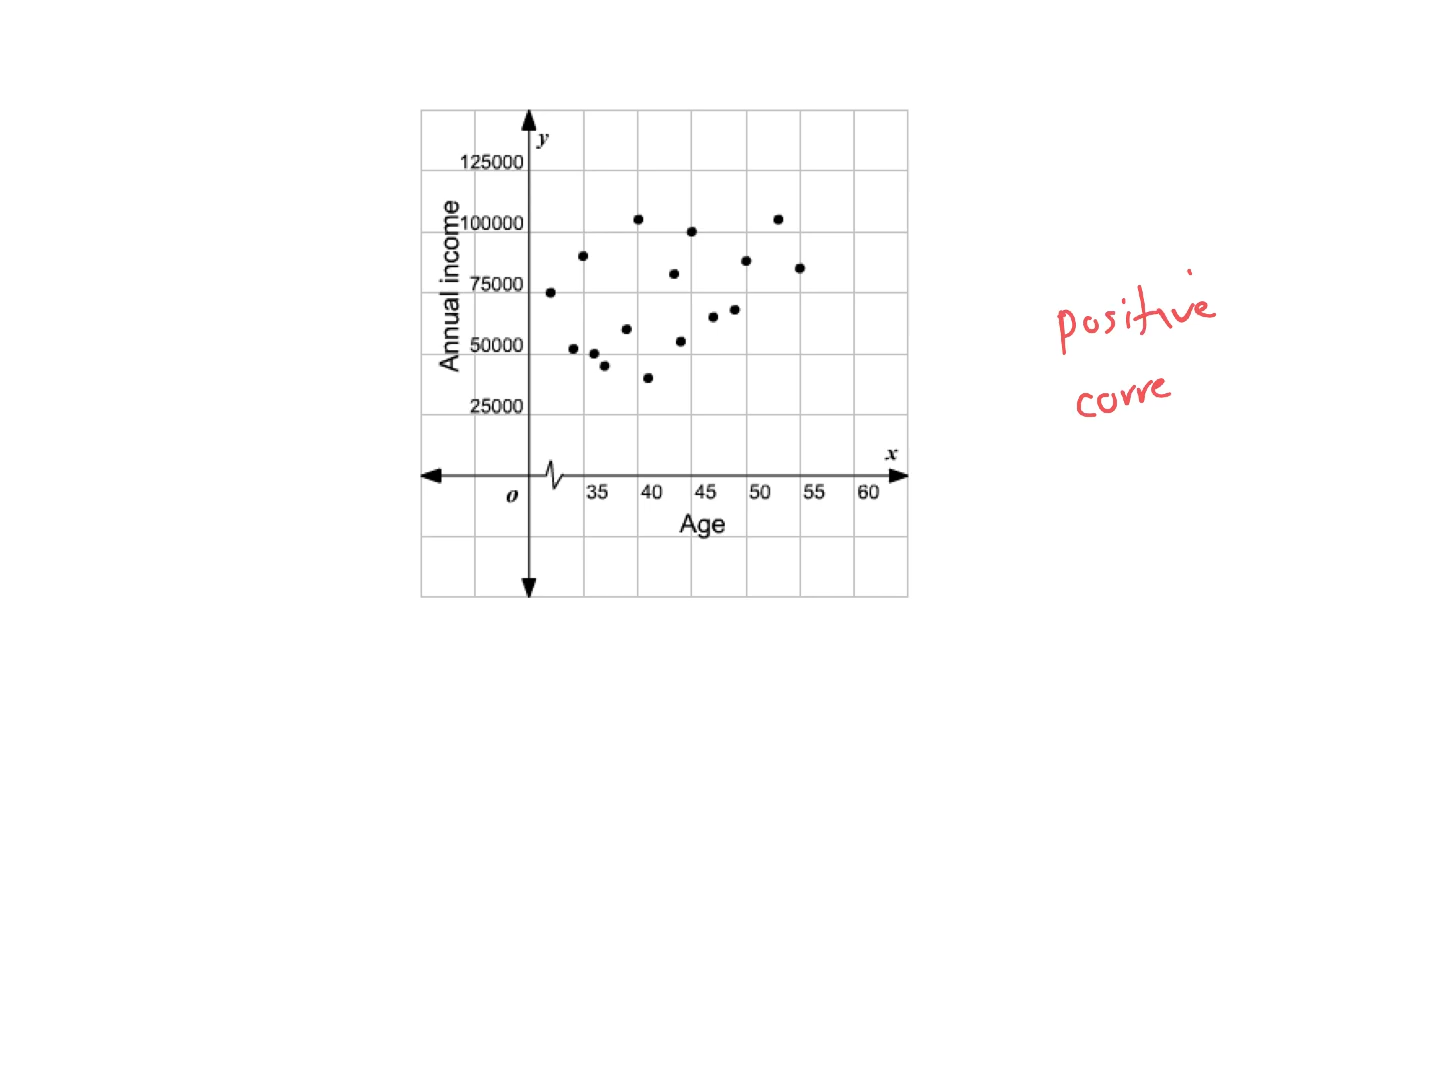 y
125000
100000
75000
50000
25000
Annual income
x
o
35 40 45 50 55 60
Age
positive
corre